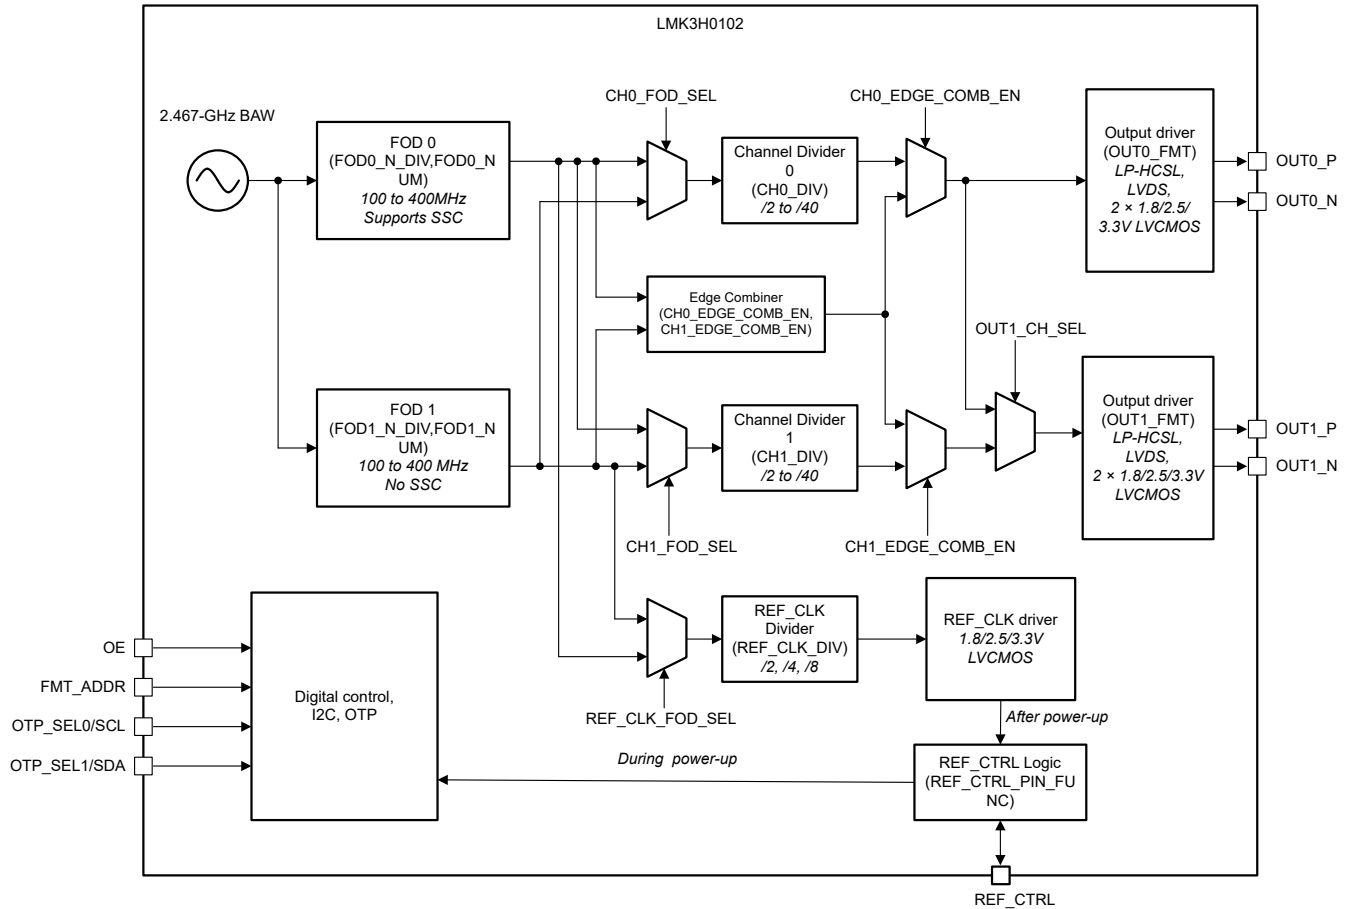 LMK3H0102
CH0_FOD_SEL
CH0_EDGE_COMB_EN
2.467-GHz BAW
FOD 0
(FOD0_N_DIV,FOD0_N
UM)
100 to 400MHz
Supports SSC
Channel Divider
0
(CH0_DIV)
/2 to /40
Output driver
(OUT0_FMT)
LP-HCSL,
LVDS,
2 × 1.8/2.5/
3.3V LVCMOS
OUT0_P
OUT0_N
Edge Combiner
(CH0_EDGE_COMB_EN,
CH1_EDGE_COMB_EN)
OUT1_CH_SEL
FOD 1
(FOD1_N_DIV,FOD1_N
UM)
100 to 400 MHz
No SSC
Channel Divider
1
(CH1_DIV)
/2 to /40
Output driver
(OUT1_FMT)
LP-HCSL,
LVDS,
2 × 1.8/2.5/3.3V
LVCMOS
OUT1_P
OUT1_N
CH1_FOD_SEL
CH1_EDGE_COMB_EN
REF_CLK
Divider
(REF_CLK_DIV)
/2, /4, /8
REF_CLK driver
1.8/2.5/3.3V
LVCMOS
OE
FMT_ADDR
OTP_SEL0/SCL
OTP_SEL1/SDA
Digital control,
I2C, OTP
REF_CLK_FOD_SEL
After power-up
During power-up
REF_CTRL Logic
(REF_CTRL_PIN_FU
NC)
REF_CTRL